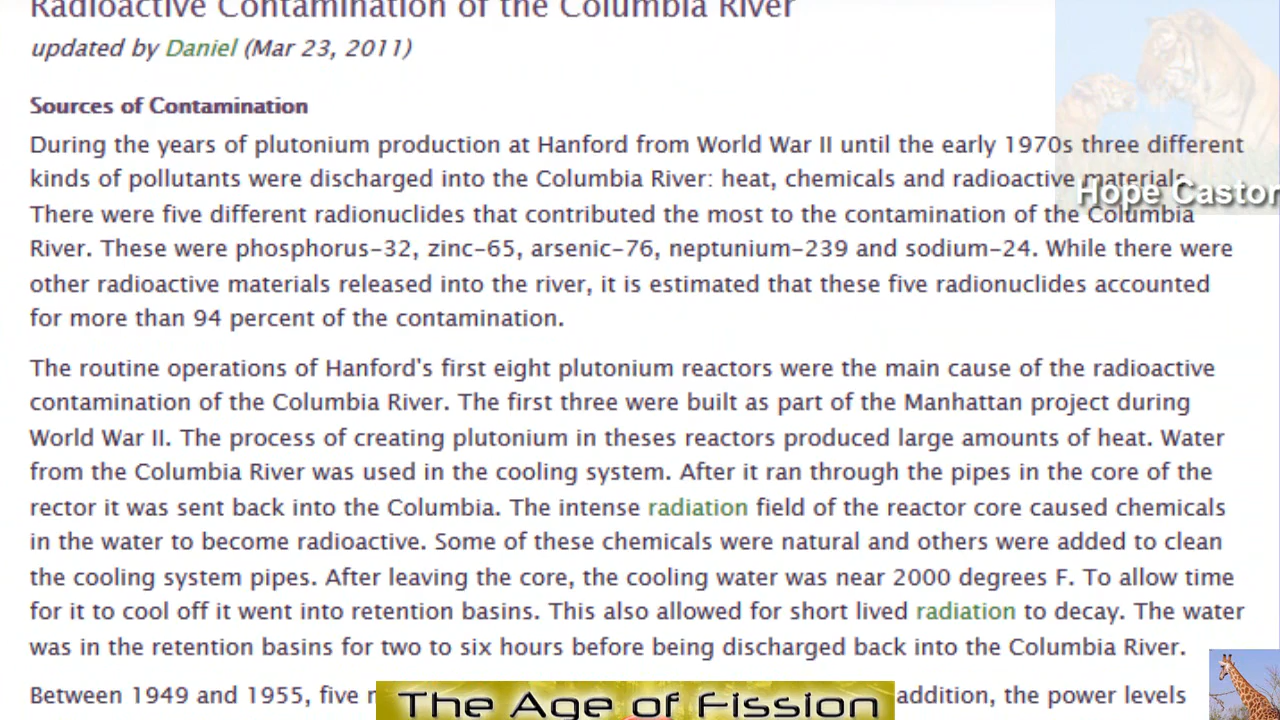 Radioactive Contamination of the Columbia River
updated by Daniel (Mar 23, 2011)
Sources of Contamination
During the years of plutonium production at Hanford from World War II until the early 1970s three different
kinds of pollutants were discharged into the Columbia River: heat, chemicals and radioactive materials.
Hope Castor
There were five different radionuclides that contributed the most to the contamination of the Columbia
River. These were phosphorus-32, zinc-65, arsenic-76, neptunium-239 and sodium-24. While there were
other radioactive materials released into the river, it is estimated that these five radionuclides accounted
for more than 94 percent of the contamination.
The routine operations of Hanford's first eight plutonium reactors were the main cause of the radioactive
contamination of the Columbia River. The first three were built as part of the Manhattan project during
World War II. The process of creating plutonium in theses reactors produced large amounts of heat. Water
from the Columbia River was used in the cooling system. After it ran through the pipes in the core of the
rector it was sent back into the Columbia. The intense radiation field of the reactor core caused chemicals
in the water to become radioactive. Some of these chemicals were natural and others were added to clean
the cooling system pipes. After leaving the core, the cooling water was near 2000 degrees F. To allow time
for it to cool off it went into retention basins. This also allowed for short lived radiation to decay. The water
was in the retention basins for two to six hours before being discharged back into the Columbia River.
Between 1949 and 1955, five addition, the power levels
The Age of Fission